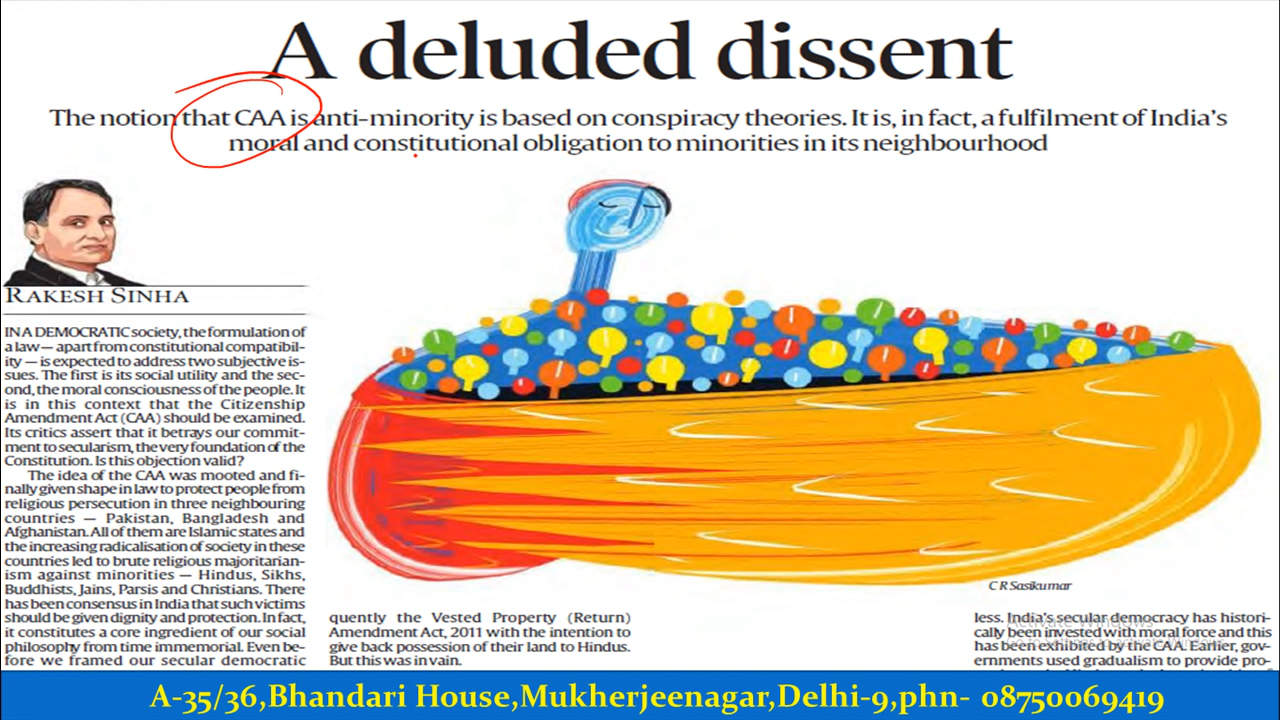 A deluded dissent
The notion that CAA is anti-minority is based on conspiracy theories. It is, in fact, a fulfilment of India's
moral and constitutional obligation to minorities in its neighbourhood
RAKESH SINHA
IN A DEMOCRATIC society, the formulation of
a law — apart from constitutional compatibil-
ity — is expected to address two subjective is-
sues. The first is its social utility and the sec-
ond, the moral consciousness of the people. It
is in this context that the Citizenship
Amendment Act (CAA) should be examined.
Its critics assert that it betrays our commit-
ment to secularism, the very foundation of the
Constitution. Is this objection valid?
The idea of the CAA was mooted and fi-
nally given shape in law to protect people from
religious persecution in three neighbouring
countries — Pakistan, Bangladesh and
Afghanistan. All of them are Islamic states and
the increasing radicalisation of society in these
countries led to brute religious majoritarian-
ism against minorities — Hindus, Sikhs,
Buddhists, Jains, Parsis and Christians. There
has been consensus in India that such victims
should be given dignity and protection. In fact,
it constitutes a core ingredient of our social
philosophy from time immemorial. Even be-
fore we framed our secular democratic
C R Sasikumar
quently the Vested Property (Return)
Amendment Act, 2011 with the intention to
give back possession of their land to Hindus.
But this was in vain.
less. India's secular democracy has histori-
cally been invested with moral force and this
has been exhibited by the CAA. Earlier, gov-
ernments used gradualism to provide pro-
Activate Windows
Go to Settings to activate Windows.
A-35/36,Bhandari House,Mukherjeenagar,Delhi-9,phn- 08750069419